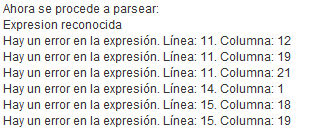 Ahora se procede a parsear:
Expresion reconocida
Hay un error en la expresión. Línea: 11. Columna: 12
Hay un error en la expresión. Línea: 11. Columna: 19
Hay un error en la expresión. Línea: 11. Columna: 21
Hay un error en la expresión. Línea: 14. Columna: 1
Hay un error en la expresión. Línea: 15. Columna: 18
Hay un error en la expresión. Línea: 15. Columna: 19